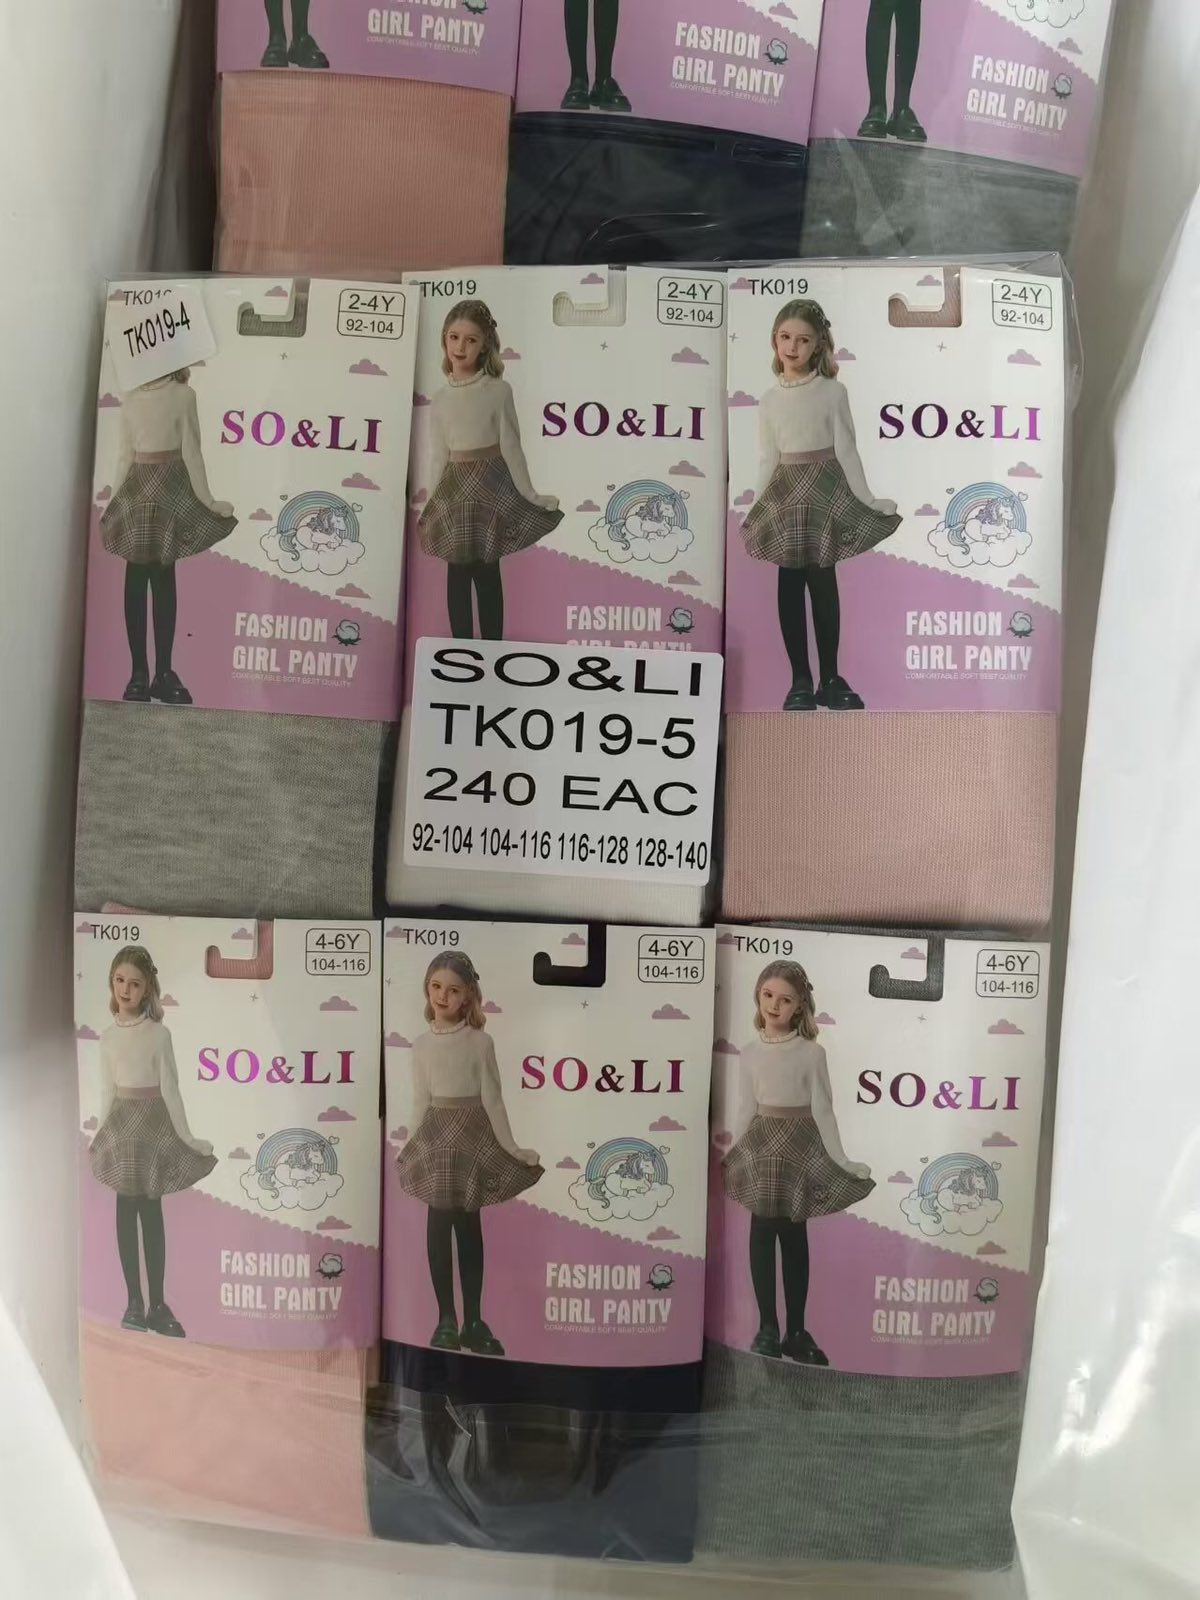 GIRL PANTY
COMFORTABLE SOFT BEST QUALITY
FASHION
GIRL PANTY
COMFORTABLE SOFT BEST QUALITY
FASHION
GIRL PANTY
COMFORTABLE SOFT BEST QUALITY
TK019-4
2-4Y
92-104
SO&LI
FASHION
GIRL PANTY
COMFORTABLE SOFT BEST QUALITY
TK019
2-4Y
92-104
SO&LI
FASHION
GIRL PANTY
TK019
2-4Y
92-104
SO&LI
FASHION
GIRL PANTY
COMFORTABLE SOFT BEST QUALITY
SO&LI
TK019-5
240 EAC
92-104 104-116 116-128 128-140
TK019
4-6Y
104-116
SO&LI
FASHION
GIRL PANTY
COMFORTABLE SOFT BEST QUALITY
TK019
4-6Y
104-116
SO&LI
FASHION
GIRL PANTY
COMFORTABLE SOFT BEST QUALITY
TK019
4-6Y
104-116
SO&LI
FASHION
GIRL PANTY
COMFORTABLE SOFT BEST QUALITY